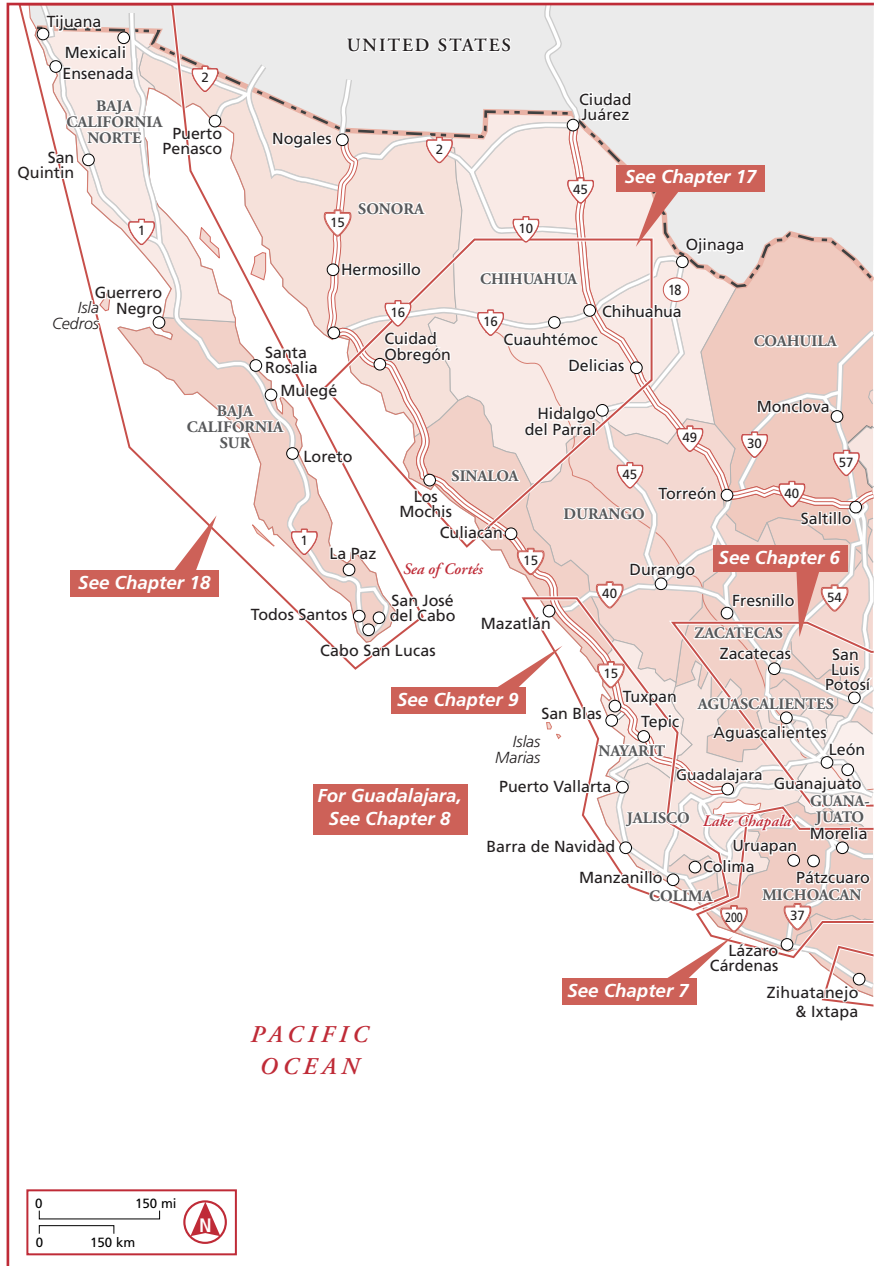 Tijuana
Mexicali
Ensenada
UNITED STATES
2
BAJA
CALIFORNIA
NORTE
Puerto
Penasco
Nogales
2
Ciudad
Juárez
San
Quintin
See Chapter 17
45
SONORA
15
1
10
Ojinaga
Hermosillo
CHIHUAHUA
18
Guerrero
Negro
Isla
Cedros
16
16
Chihuahua
Cuauhtémoc
Cuidad
Obregón
COAHUILA
Santa
Rosalia
Delicias
Mulegé
BAJA
CALIFORNIA
SUR
Hidalgo
del Parral
Monclova
49
30
Loreto
57
45
SINALOA
Los
Mochis
Torreón
40
Saltillo
DURANGO
Culiacán
1
La Paz
See Chapter 6
See Chapter 18
Sea of Cortés
15
Durango
40
54
Todos Santos
San José
del Cabo
Mazatlán
Fresnillo
Cabo San Lucas
ZACATECAS
Zacatecas
San
Luis
Potosí
15
See Chapter 9
Tuxpan
San Blas
AGUASCALIENTES
Aguascalientes
Tepic
Islas
Marias
NAYARIT
León
Guadalajara
Puerto Vallarta
Guanajuato
For Guadalajara,
See Chapter 8
GUANA-
JUATO
JALISCO
Lake Chapala
Morelia
Barra de Navidad
Uruapan
Colima
Pátzcuaro
Manzanillo
COLIMA
MICHOACAN
200
37
Lázaro
Cárdenas
See Chapter 7
Zihuatanejo
& Ixtapa
PACIFIC
OCEAN
0
150 mi
0
150 km
N